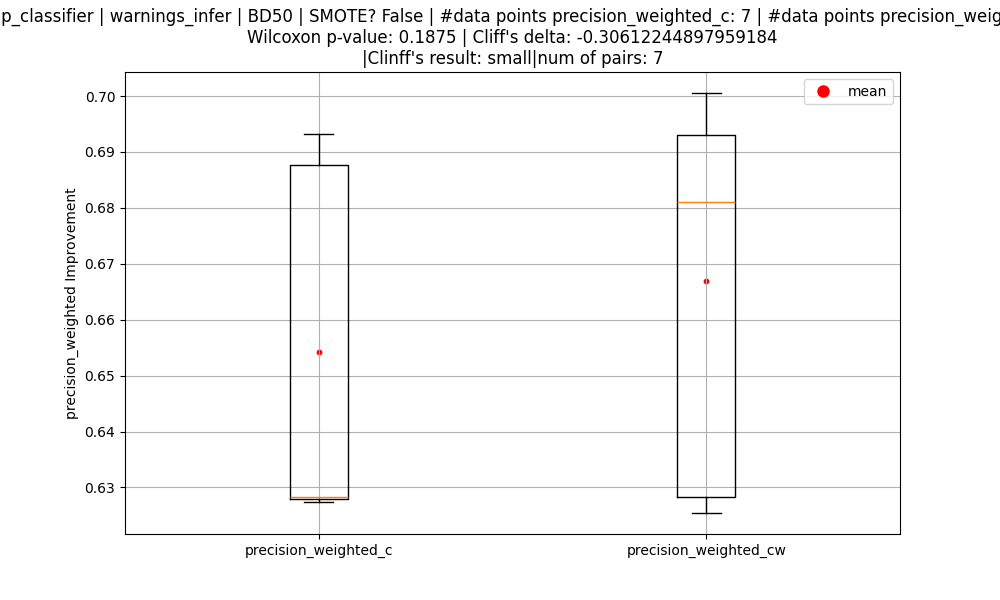 p_classifier | warnings_infer | BD50 | SMOTE? False | #data points precision_weighted_c: 7 | #data points precision_weig
Wilcoxon p-value: 0.1875 | Cliff's delta: -0.30612244897959184
|Clinff's result: small|num of pairs: 7
mean
0.70
0.69
0.68
0.67
0.66
0.65
0.64
0.63
precision_weighted Improvement
precision_weighted_c
precision_weighted_cw